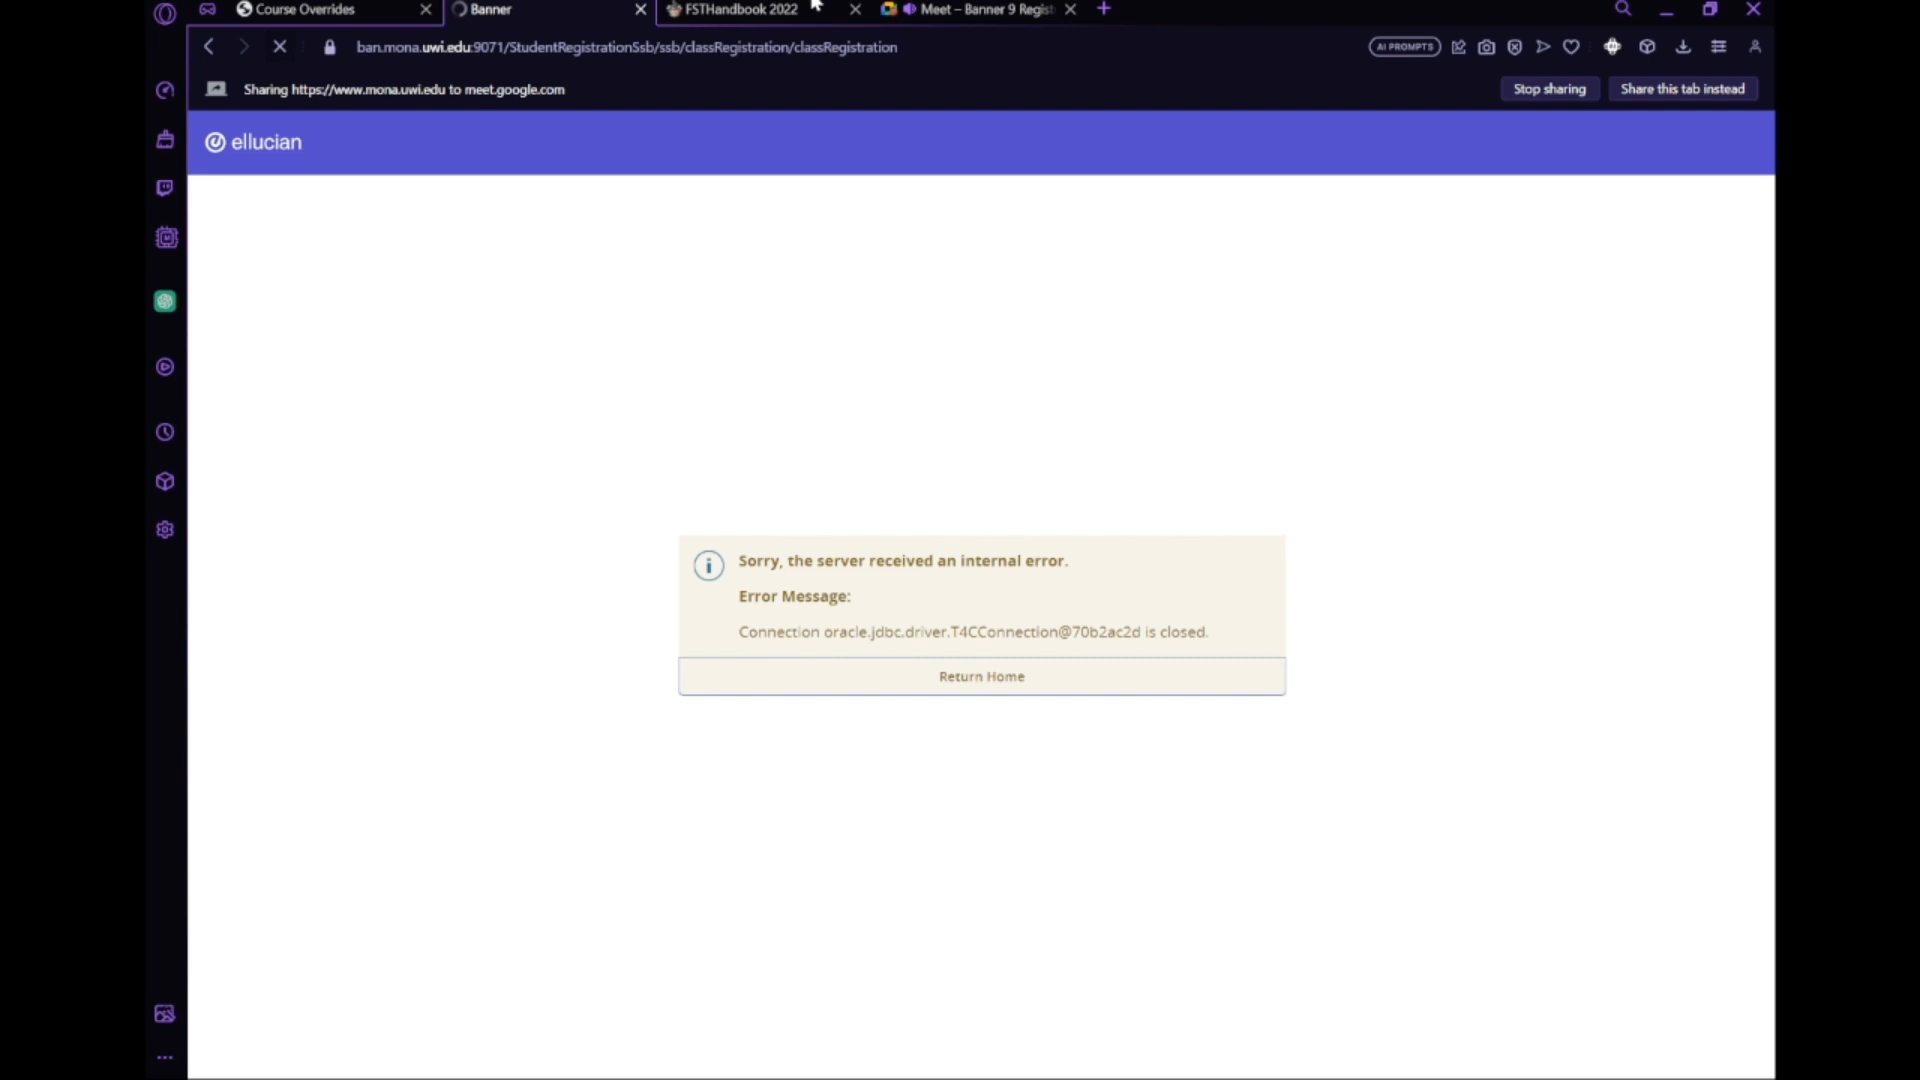 Course Overrides
Banner
FSTHandbook 2022
Meet – Banner 9 Regist
ban.mona.uwi.edu:9071/StudentRegistrationSsb/ssb/classRegistration/classRegistration
AI PROMPTS
Sharing https://www.mona.uwi.edu to meet.google.com
Stop sharing
Share this tab instead
ellucian
Sorry, the server received an internal error.
Error Message:
Connection oracle.jdbc.driver.T4CConnection@70b2ac2d is closed.
Return Home